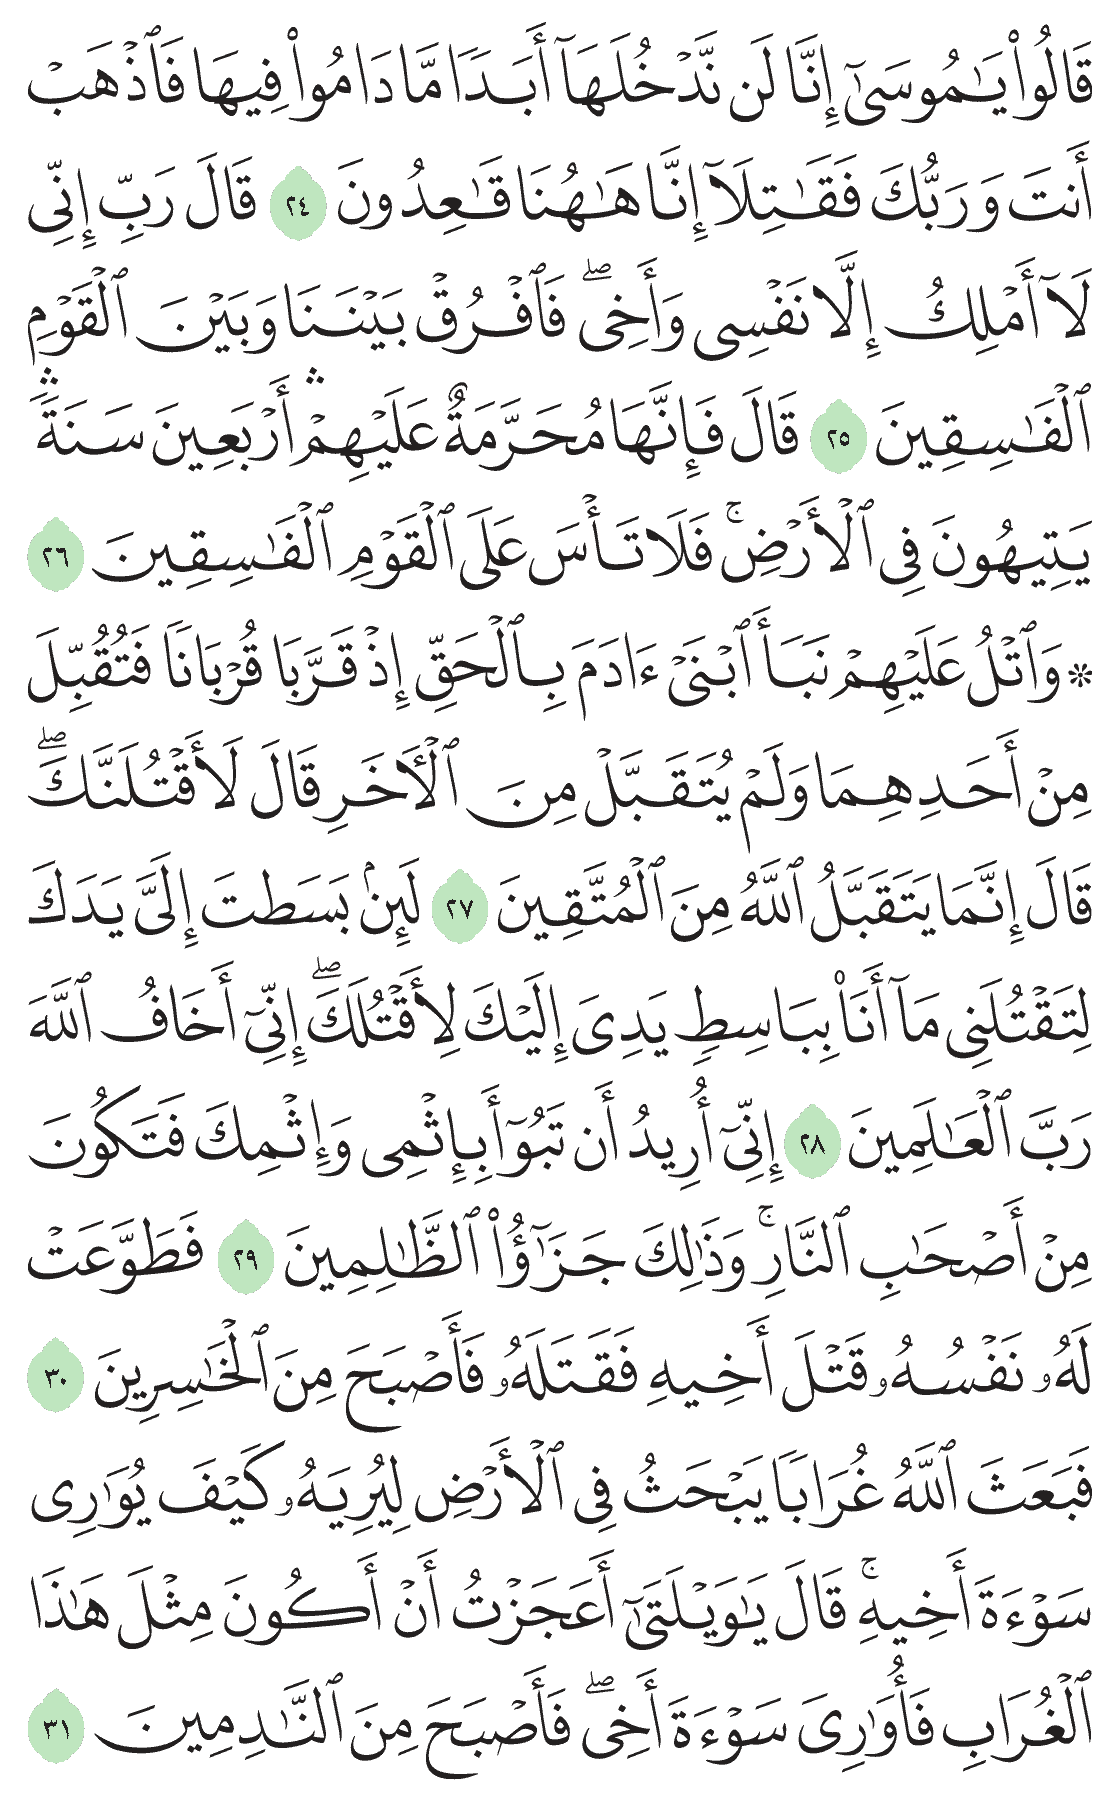 قَالُوا۟ يَـٰمُوسَىٰٓ إِنَّا لَن نَّدْخُلَهَآ أَبَدًا مَّا دَامُوا۟ فِيهَا فَٱذْهَبْ
أَنتَ وَرَبُّكَ فَقَـٰتِلَآ إِنَّا هَـٰهُنَا قَـٰعِدُونَ ٢٤ قَالَ رَبِّ إِنِّى
لَآ أَمْلِكُ إِلَّا نَفْسِى وَأَخِى ۖ فَٱفْرُقْ بَيْنَنَا وَبَيْنَ ٱلْقَوْمِ
ٱلْفَـٰسِقِينَ ٢٥ قَالَ فَإِنَّهَا مُحَرَّمَةٌ عَلَيْهِمْ ۛ أَرْبَعِينَ سَنَةً ۛ
يَتِيهُونَ فِى ٱلْأَرْضِ ۚ فَلَا تَأْسَ عَلَى ٱلْقَوْمِ ٱلْفَـٰسِقِينَ ٢٦
۞ وَٱتْلُ عَلَيْهِمْ نَبَأَ ٱبْنَىْ ءَادَمَ بِٱلْحَقِّ إِذْ قَرَّبَا قُرْبَانًا فَتُقُبِّلَ
مِنْ أَحَدِهِمَا وَلَمْ يُتَقَبَّلْ مِنَ ٱلْـَٔاخَرِ قَالَ لَأَقْتُلَنَّكَ ۖ
قَالَ إِنَّمَا يَتَقَبَّلُ ٱللَّهُ مِنَ ٱلْمُتَّقِينَ ٢٧ لَئِنۢ بَسَطتَ إِلَىَّ يَدَكَ
لِتَقْتُلَنِى مَآ أَنَا۠ بِبَاسِطٍ يَدِىَ إِلَيْكَ لِأَقْتُلَكَ ۖ إِنِّىٓ أَخَافُ ٱللَّهَ
رَبَّ ٱلْعَـٰلَمِينَ ٢٨ إِنِّىٓ أُرِيدُ أَن تَبُوٓأَ بِإِثْمِى وَإِثْمِكَ فَتَكُونَ
مِنْ أَصْحَـٰبِ ٱلنَّارِ ۚ وَذَٰلِكَ جَزَٰٓؤُا۟ ٱلظَّـٰلِمِينَ ٢٩ فَطَوَّعَتْ
لَهُۥ نَفْسُهُۥ قَتْلَ أَخِيهِ فَقَتَلَهُۥ فَأَصْبَحَ مِنَ ٱلْخَـٰسِرِينَ ٣٠
فَبَعَثَ ٱللَّهُ غُرَابًا يَبْحَثُ فِى ٱلْأَرْضِ لِيُرِيَهُۥ كَيْفَ يُوَٰرِى
سَوْءَةَ أَخِيهِ ۚ قَالَ يَـٰوَيْلَتَىٰٓ أَعَجَزْتُ أَنْ أَكُونَ مِثْلَ هَـٰذَا
ٱلْغُرَابِ فَأُوَٰرِىَ سَوْءَةَ أَخِى ۖ فَأَصْبَحَ مِنَ ٱلنَّـٰدِمِينَ ٣١